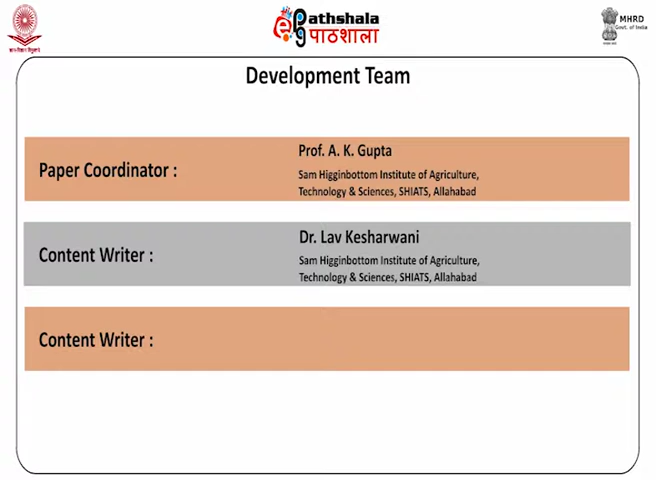 ePathshala
पाठशाला
MHRD
Govt. of India
Development Team
Paper Coordinator :
Prof. A. K. Gupta
Sam Higginbottom Institute of Agriculture,
Technology & Sciences, SHIATS, Allahabad
Content Writer :
Dr. Lav Kesharwani
Sam Higginbottom Institute of Agriculture,
Technology & Sciences, SHIATS, Allahabad
Content Writer :